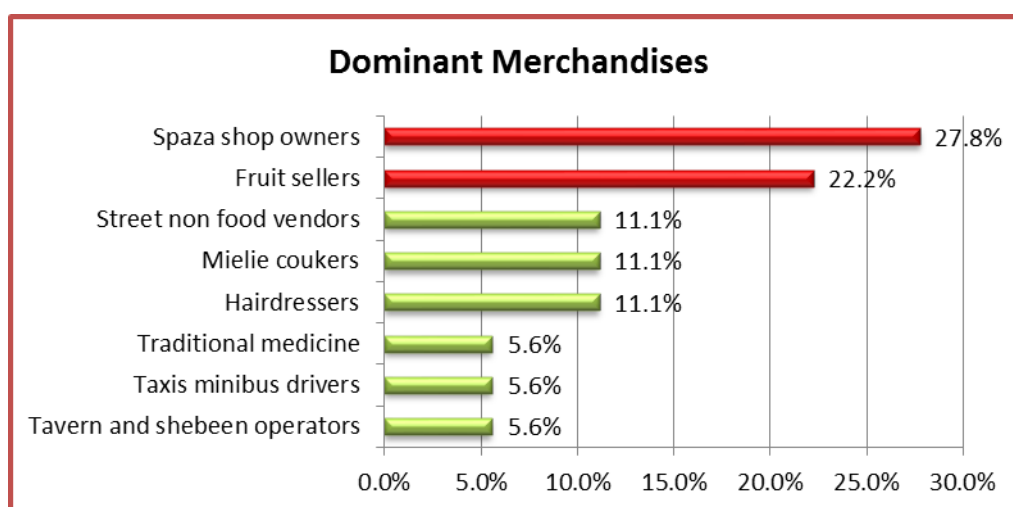 Dominant Merchandises
Spaza shop owners 27.8%
Fruit sellers 22.2%
Street non food vendors 11.1%
Mielie coukers 11.1%
Hairdressers 11.1%
Traditional medicine 5.6%
Taxis minibus drivers 5.6%
Tavern and shebeen operators 5.6%
0.0% 5.0% 10.0% 15.0% 20.0% 25.0% 30.0%